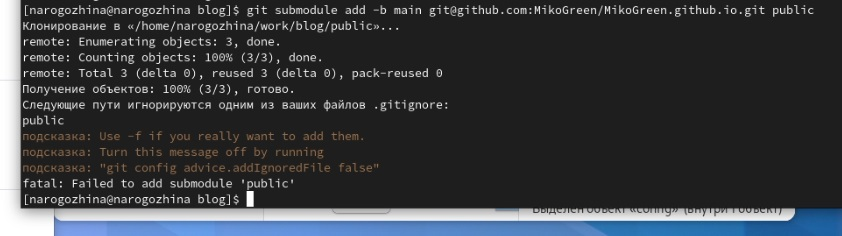 [narogozhina@narogozhina blog]$ git submodule add -b main git@github.com:MikoGreen/MikoGreen.github.io.git public
Клонирование в «/home/narogozhina/work/blog/public»...
remote: Enumerating objects: 3, done.
remote: Counting objects: 100% (3/3), done.
remote: Total 3 (delta 0), reused 3 (delta 0), pack-reused 0
Получение объектов: 100% (3/3), готово.
Следующие пути игнорируются одним из ваших файлов .gitignore:
public
подсказка: Use -f if you really want to add them.
подсказка: Turn this message off by running
подсказка: "git config advice.addIgnoredFile false"
fatal: Failed to add submodule 'public'
[narogozhina@narogozhina blog]$
Выделен объект «config» (внутри 1 объект)